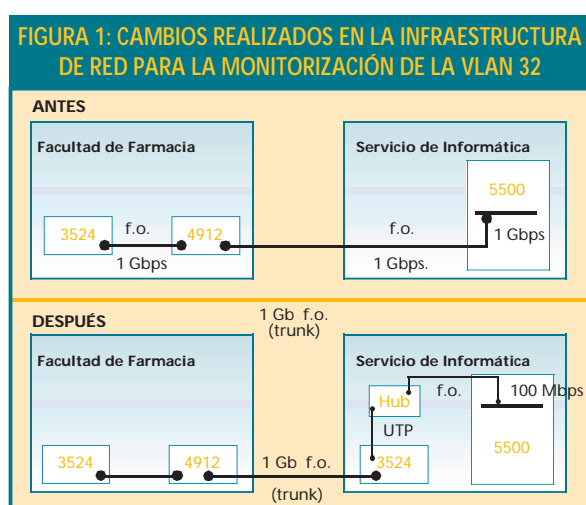 FIGURA 1: CAMBIOS REALIZADOS EN LA INFRAESTRUCTURA
DE RED PARA LA MONITORIZACIÓN DE LA VLAN 32
ANTES
Facultad de Farmacia
Servicio de Informática
5500
3524
f.o.
4912
f.o.
1 Gbps
1 Gbps
1 Gbps.
DESPUÉS
1 Gb f.o.
(trunk)
Facultad de Farmacia
Servicio de Informática
Hub
f.o.
100 Mbps
UTP
5500
3524
4912
1 Gb f.o.
3524
(trunk)